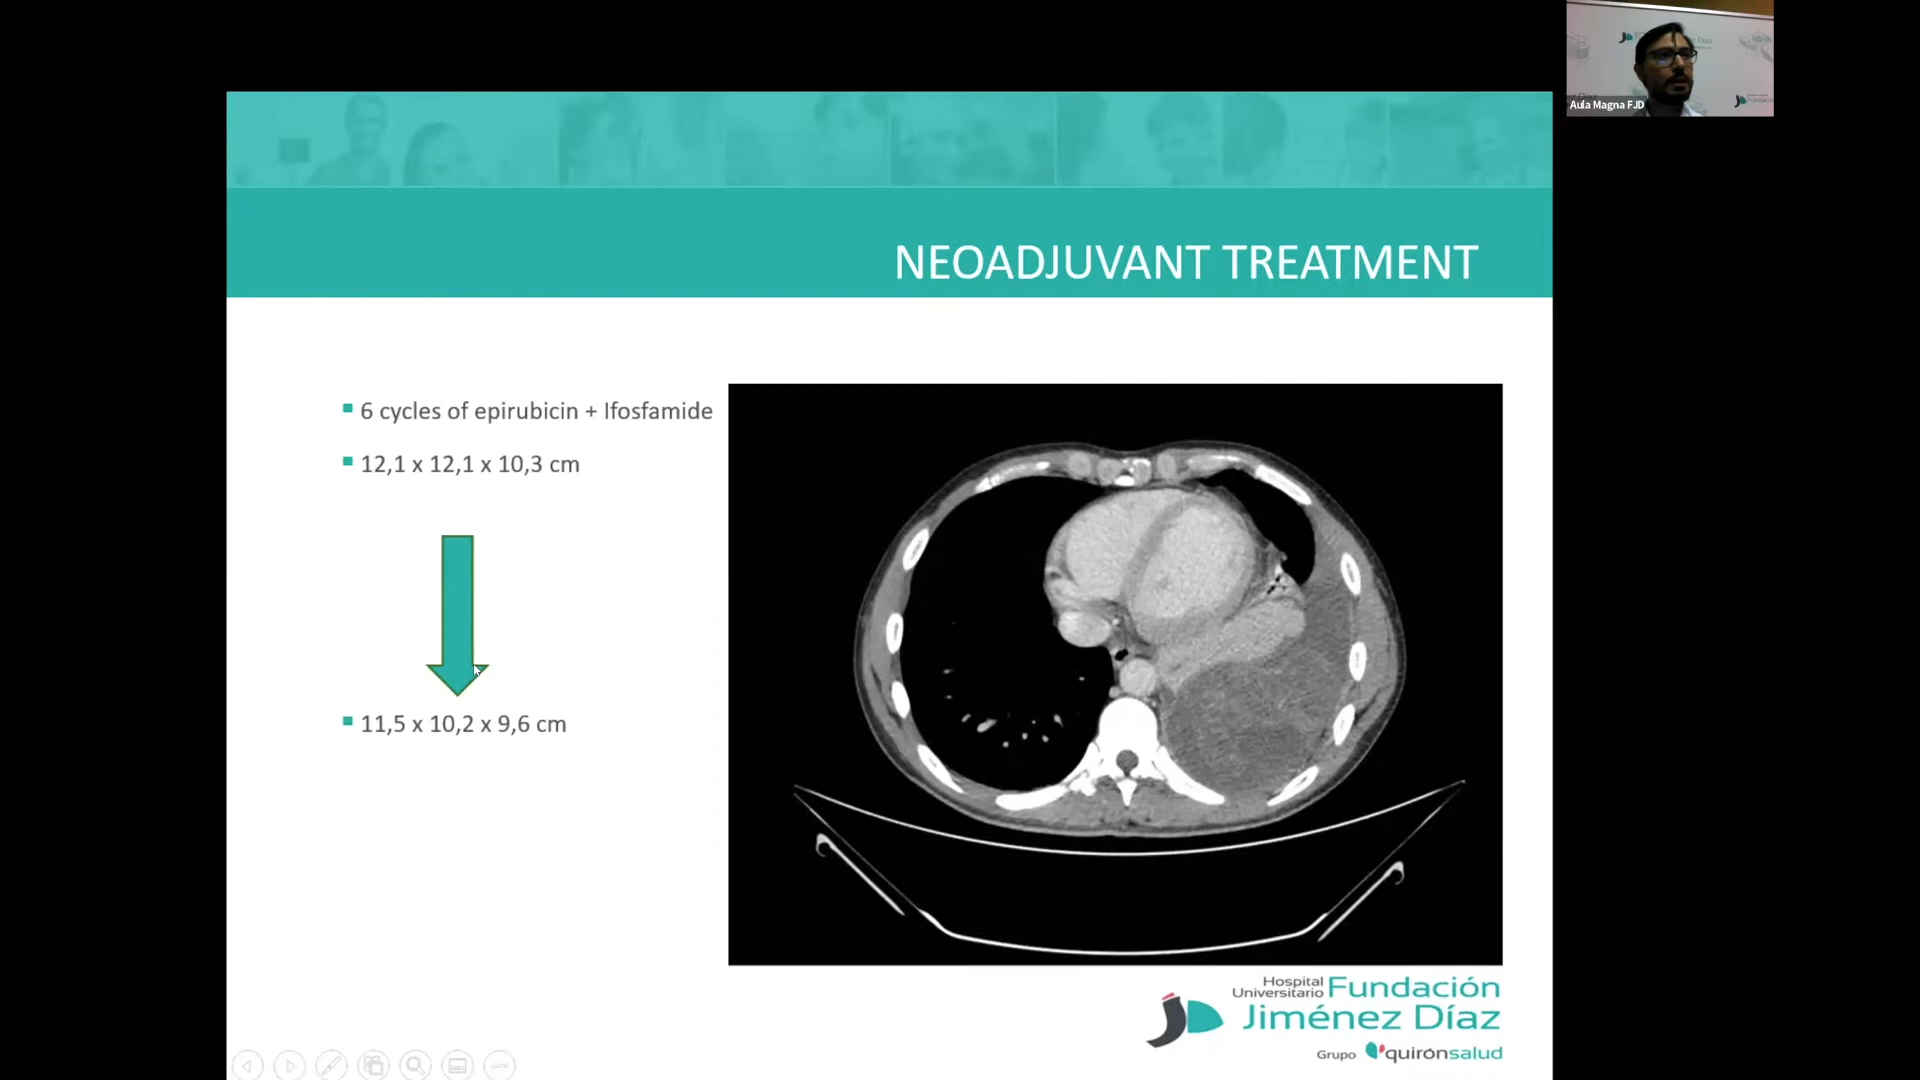 Aula Magna FJD
NEOADJUVANT TREATMENT
6 cycles of epirubicin + Ifosfamide
12,1 x 12,1 x 10,3 cm
11,5 x 10,2 x 9,6 cm
Hospital
Universitario
Fundación
Jiménez Díaz
Grupo quirónsalud